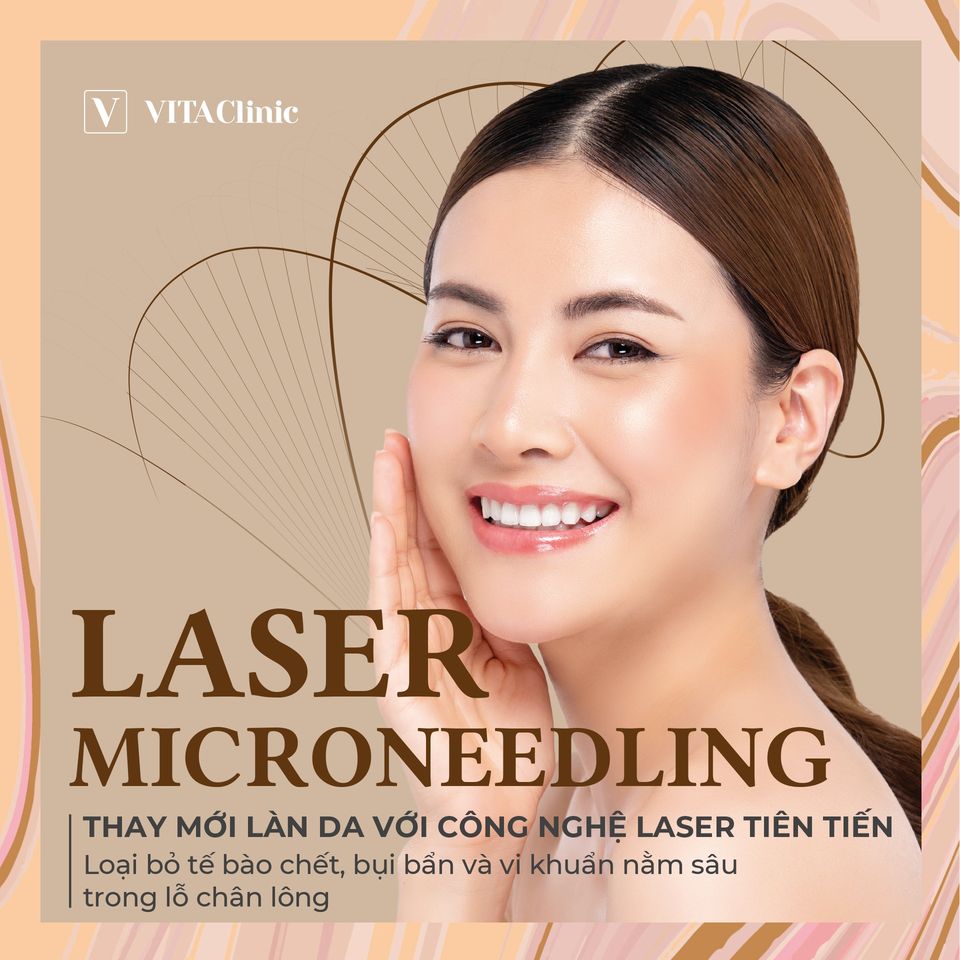 V VITAClinic
LASER
MICRONEEDLING
THAY MỚI LÀN DA VỚI CÔNG NGHỆ LASER TIÊN TIẾN
Loại bỏ tế bào chết, bụi bẩn và vi khuẩn nằm sâu
trong lỗ chân lông